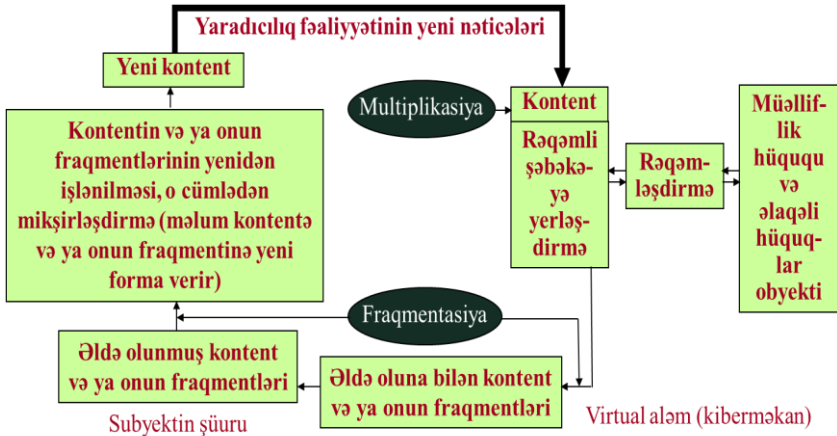 Yaradıcılıq fəaliyyətinin yeni nəticələri
Yeni kontent
Kontentin və ya onun
fraqmentlərinin yenidən
işlənilməsi, o cümlədən
mikşirləşdirmə (məlum kontentə
və ya onun fraqmentinə yeni
forma verir)
Multiplikasiya
Kontent
Rəqəmli
şəbəkə-
yə
yerləş-
dirmə
Rəqəm-
ləşdirmə
Müəllif-
lik
hüququ
və
əlaqəli
hüquq-
lar
obyekti
Fraqmentasiya
Əldə olunmuş kontent
və ya onun fraqmentləri
Əldə oluna bilən kontent
və ya onun fraqmentləri
Subyektin şüuru
Virtual aləm (kiberməkan)